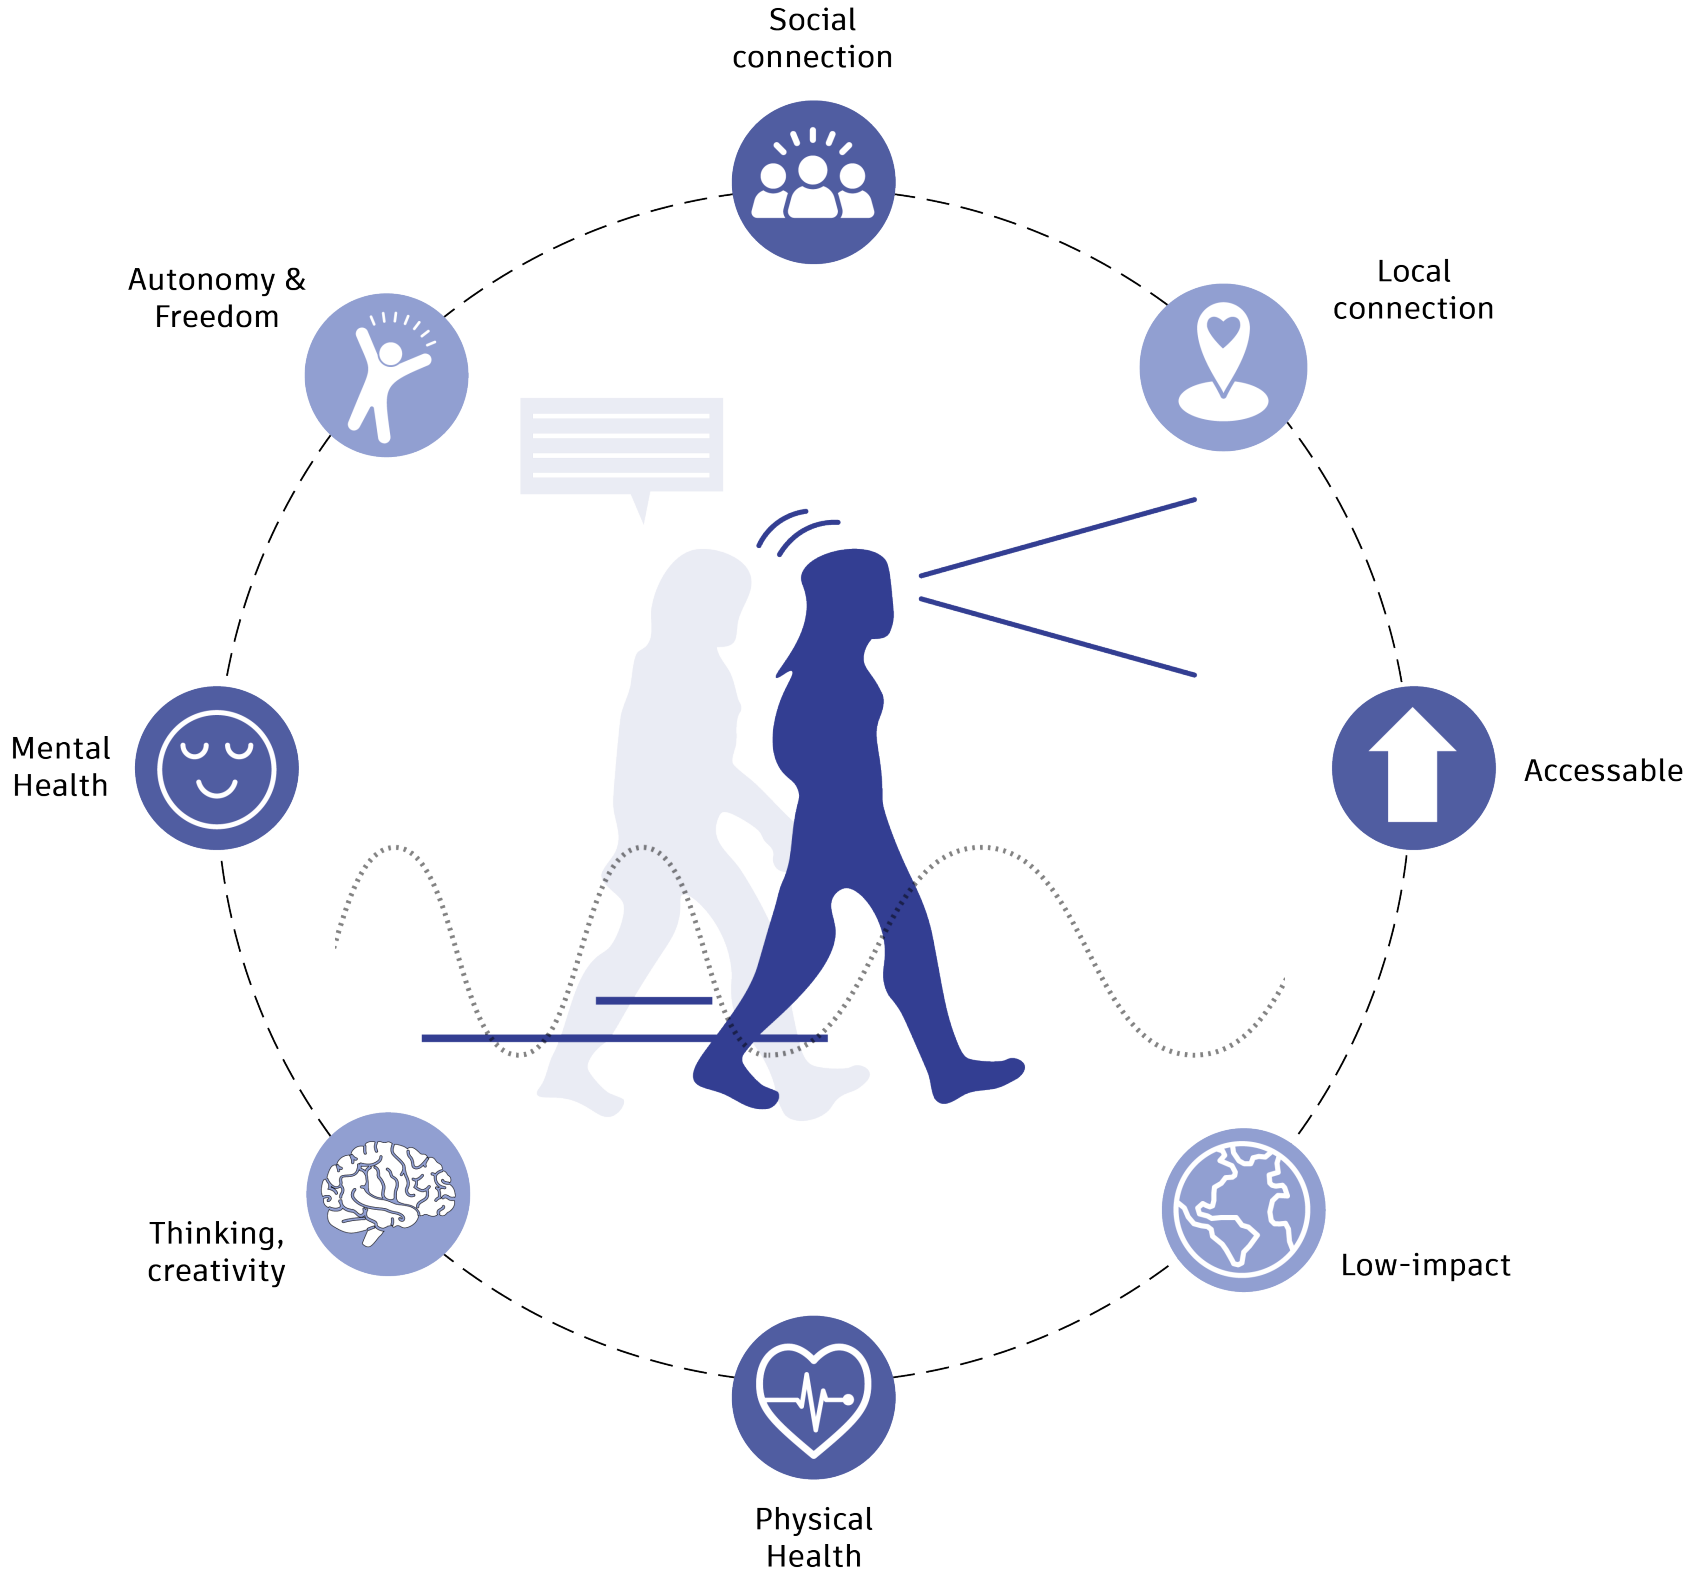 Social
connection
Local
connection
Autonomy &
Freedom
Mental
Health
Accessable
Thinking,
creativity
Low-impact
Physical
Health